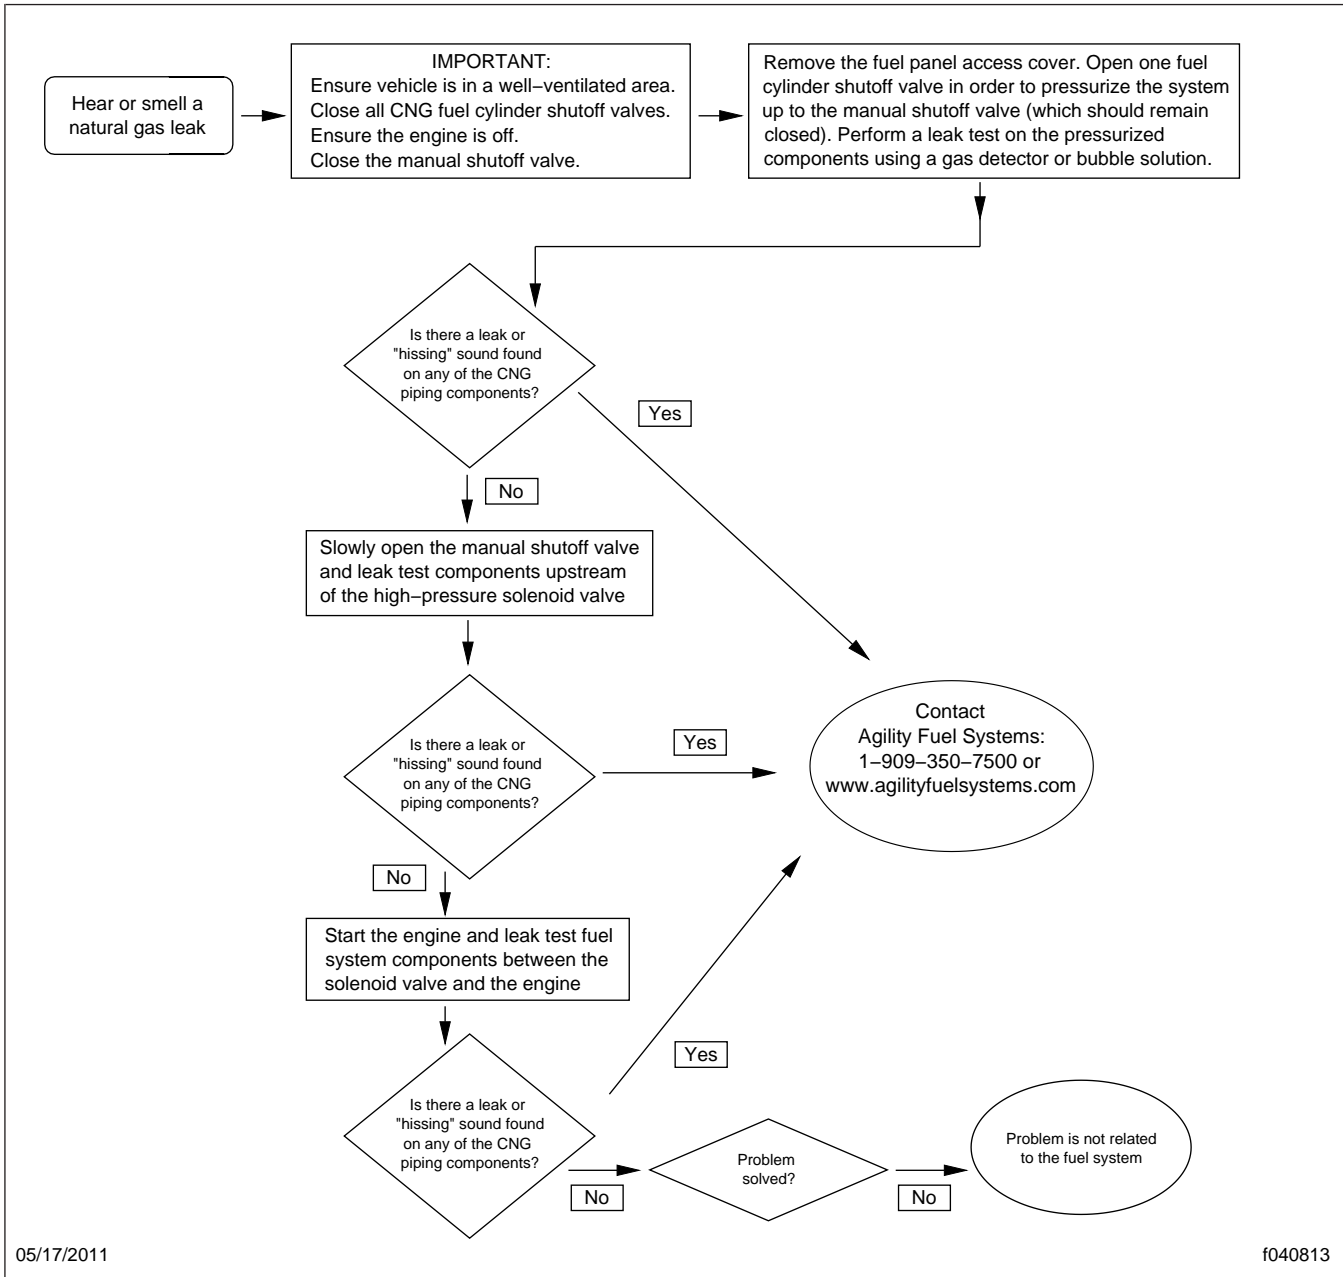 Hear or smell a
natural gas leak
IMPORTANT:
Ensure vehicle is in a well−ventilated area.
Close all CNG fuel cylinder shutoff valves.
Ensure the engine is off.
Close the manual shutoff valve.
Remove the fuel panel access cover. Open one fuel
cylinder shutoff valve in order to pressurize the system
up to the manual shutoff valve (which should remain
closed). Perform a leak test on the pressurized
components using a gas detector or bubble solution.
Is there a leak or
"hissing" sound found
on any of the CNG
piping components?
Yes
No
Slowly open the manual shutoff valve
and leak test components upstream
of the high−pressure solenoid valve
Is there a leak or
"hissing" sound found
on any of the CNG
piping components?
Yes
Contact
Agility Fuel Systems:
1−909−350−7500 or
www.agilityfuelsystems.com
No
Start the engine and leak test fuel
system components between the
solenoid valve and the engine
Yes
Is there a leak or
"hissing" sound found
on any of the CNG
piping components?
No
Problem
solved?
No
Problem is not related
to the fuel system
05/17/2011
f040813